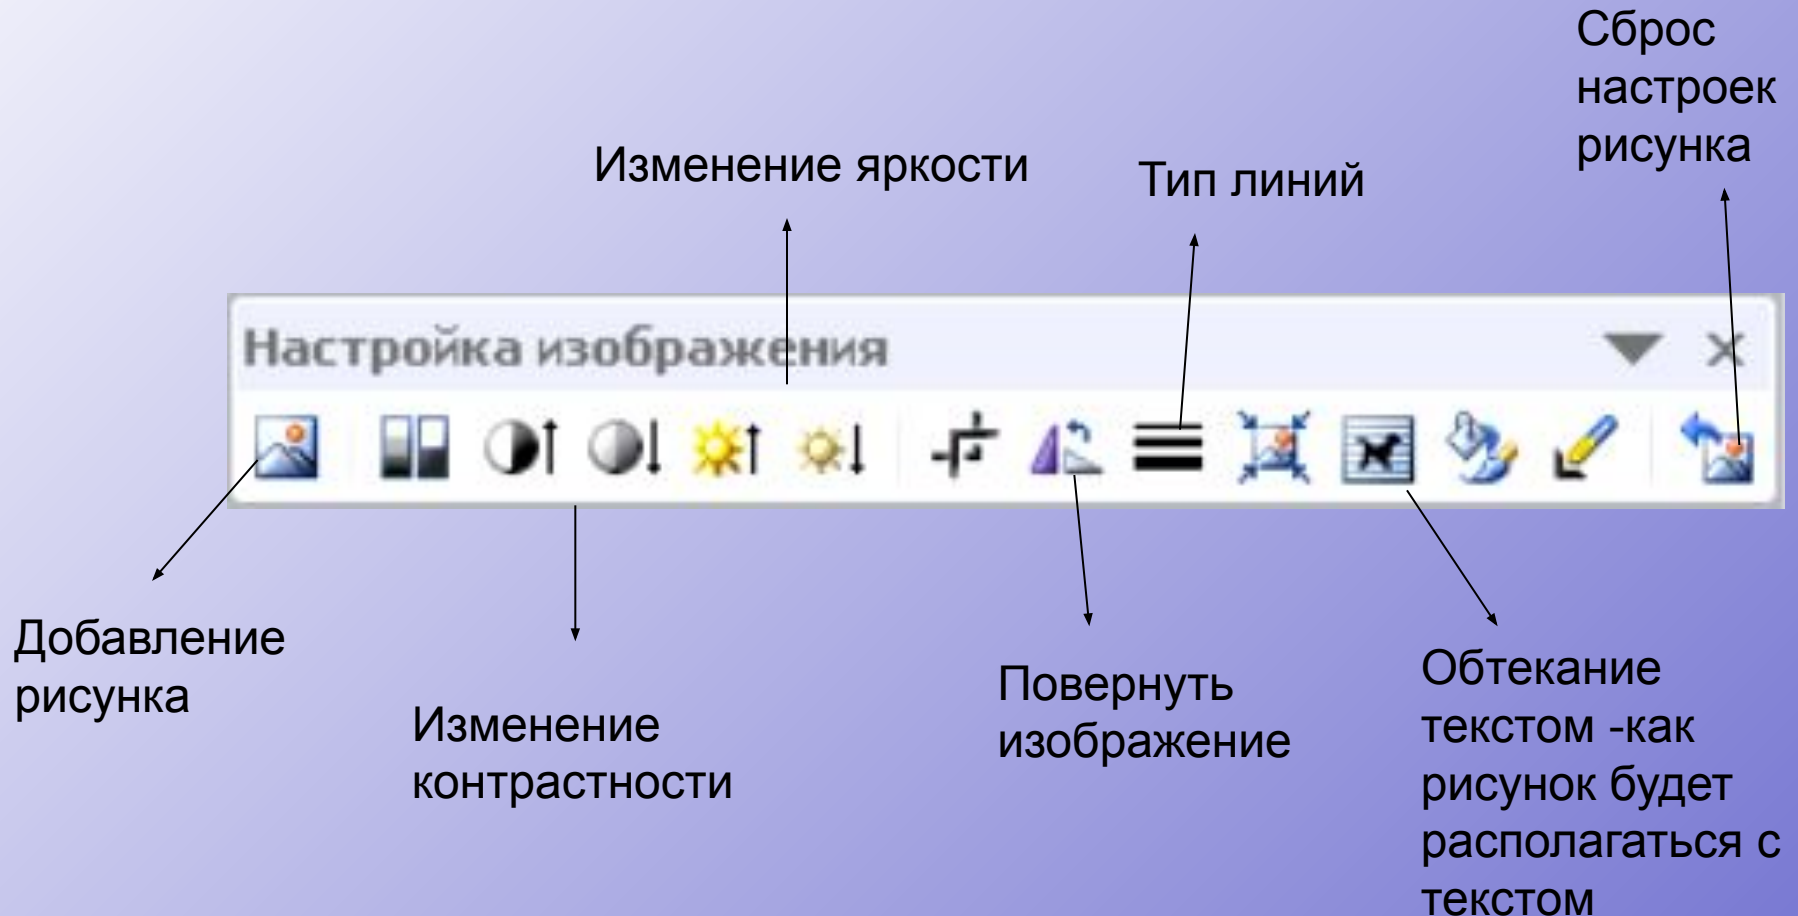 Сброс
настроек
рисунка
Изменение яркости
Тип линий
Настройка изображения
Добавление
рисунка
Изменение
контрастности
Повернуть
изображение
Обтекание
текстом -как
рисунок будет
располагаться с
текстом